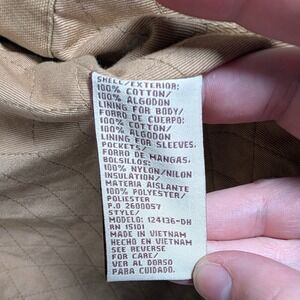 SHELL/EXTERIOR:
100% COTTON/
100% ALGODON
LINING FOR BODY/
FORRO DE CUERPO:
100% COTTON/
100% ALGODON
LINING FOR SLEEVES,
POCKETS/
FORRO DE MANGAS,
BOLSILLOS:
100% NYLON/NILON
INSULATION/
MATERIA AISLANTE
100% POLYESTER/
POLIESTER
P.O 2600057
STYLE/
MODELO: 124136-DH
RN 15101
MADE IN VIETNAM
HECHO EN VIETNAM
SEE REVERSE
FOR CARE/
VER AL DORSO
PARA CUIDADO.